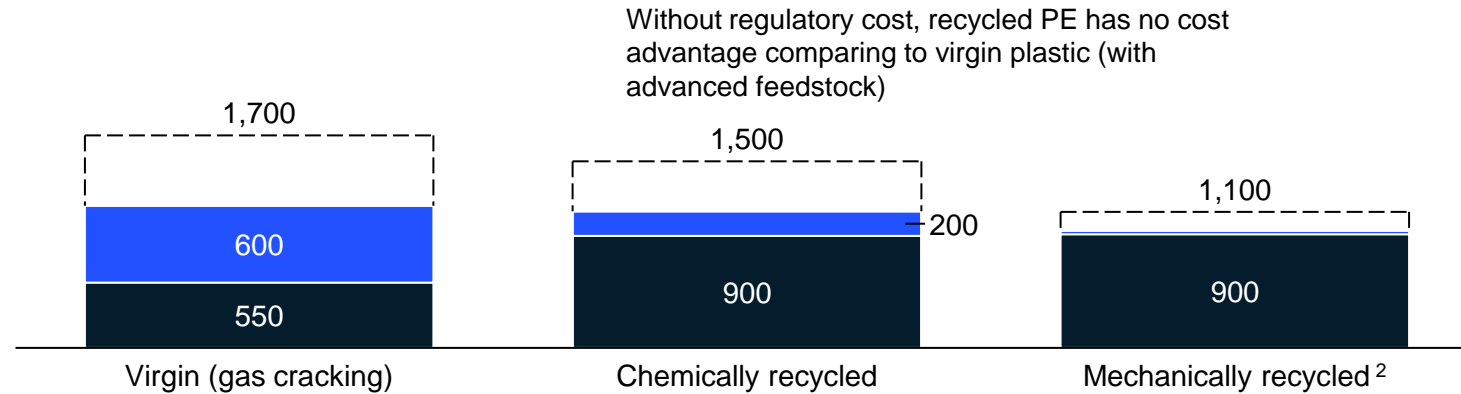 Without regulatory cost, recycled PE has no cost
advantage comparing to virgin plastic (with
advanced feedstock)
1,700
1,500
1,100
600
200
550
900
900
Virgin (gas cracking)
Chemically recycled
Mechanically recycled 2